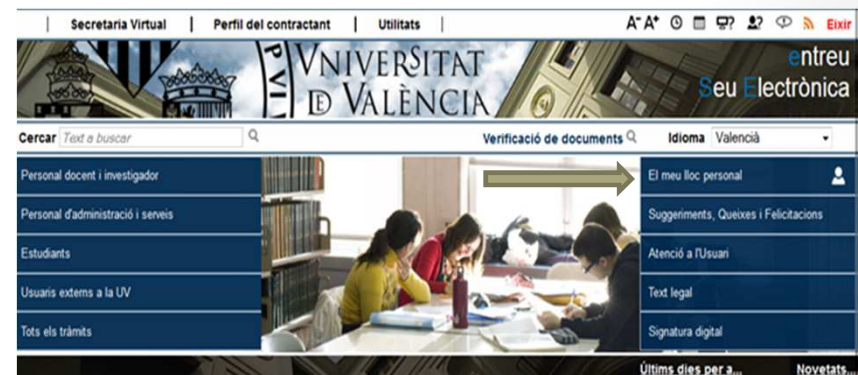 Secretaria Virtual | Perfil del contractant | Utilitats | A- A+ Eixir
VNIVERSITAT
D VALÈNCIA
entreu
Seu Electrònica
Cercar Text a buscar Verificació de documents Idioma Valencià
Personal docent i investigador
Personal d'administració i serveis
Estudiants
Usuaris externs a la UV
Tots els tràmits
El meu lloc personal
Suggeriments, Queixes i Felicitacions
Atenció a l'Usuari
Text legal
Signatura digital
Últims dies per a... Novetats...